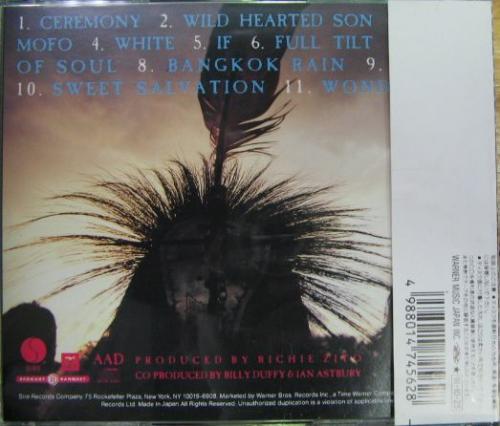 1. CEREMONY 2. WILD HEARTED SON
MOFO 4. WHITE 5. IF 6. FULL TILT
OF SOUL 8. BANGKOK RAIN 9.
10. SWEET SALVATION 11. WOND
AAD
PRODUCED BY RICHIE ZITO
CO PRODUCED BY BILLY DUFFY & IAN ASTBURY
BEGGARS BANQUET
Sire Records Company, 75 Rockefeller Plaza, New York, NY 10019-6908. Marketed by Warner Bros. Records Inc., a Time Warner Company
Records Ltd. Made in Japan All Rights Reserved. Unauthorized duplication is a violation of applicable
WARNER MUSIC JAPAN INC.
4 988014 745628